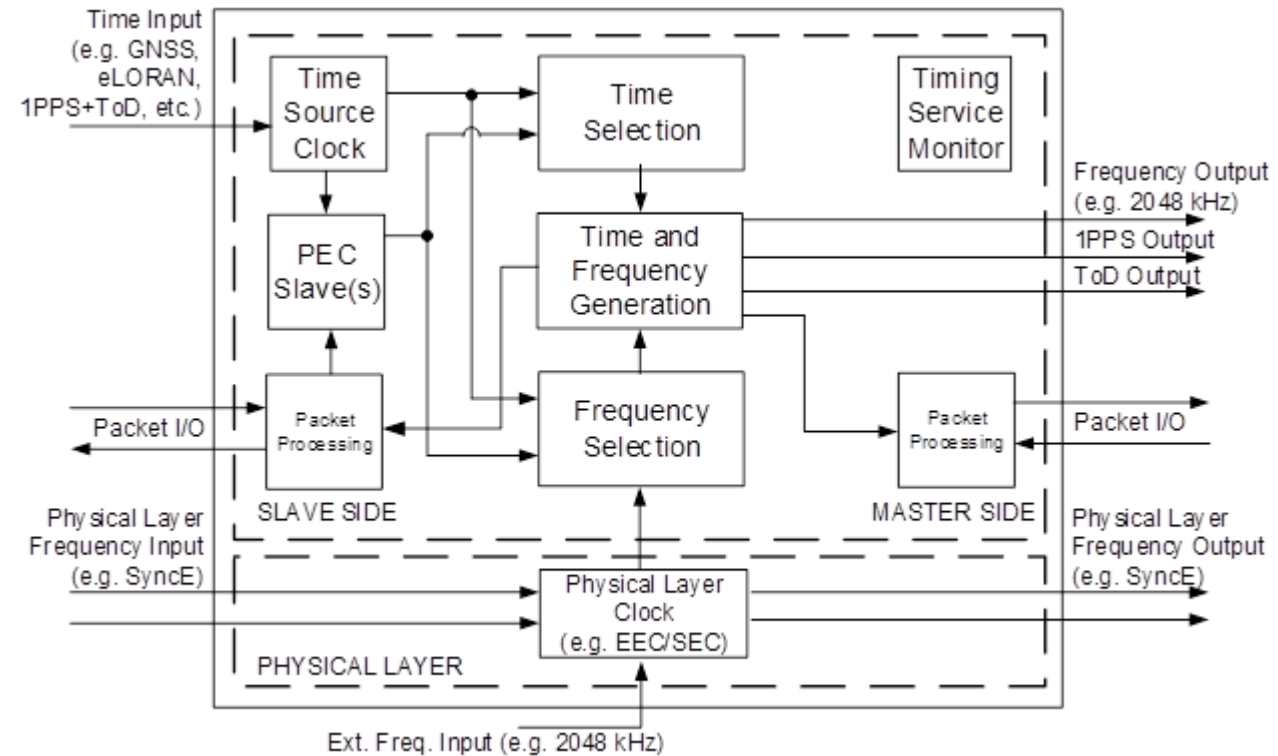 Time Input
(e.g. GNSS,
eLORAN,
1PPS+ToD, etc.)
Time
Source
Clock
Time
Selection
Timing
Service
Monitor
Frequency Output
(e.g. 2048 kHz)
1PPS Output
ToD Output
PEC
Slave(s)
Time and
Frequency
Generation
Packet I/O
Packet
Processing
Frequency
Selection
Packet
Processing
Packet I/O
SLAVE SIDE
MASTER SIDE
Physical Layer
Frequency Input
(e.g. SyncE)
Physical Layer
Clock
(e.g. EEC/SEC)
Physical Layer
Frequency Output
(e.g. SyncE)
PHYSICAL LAYER
Ext. Freq. Input (e.g. 2048 kHz)